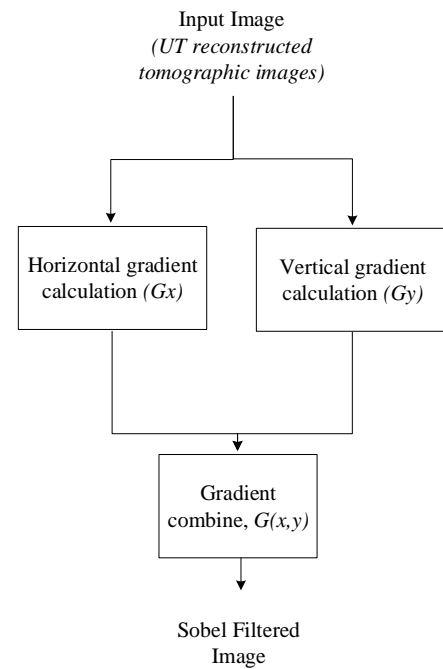 Input Image
(UT reconstructed
tomographic images)
Horizontal gradient
calculation (Gx)
Vertical gradient
calculation (Gy)
Gradient
combine, G(x,y)
Sobel Filtered
Image